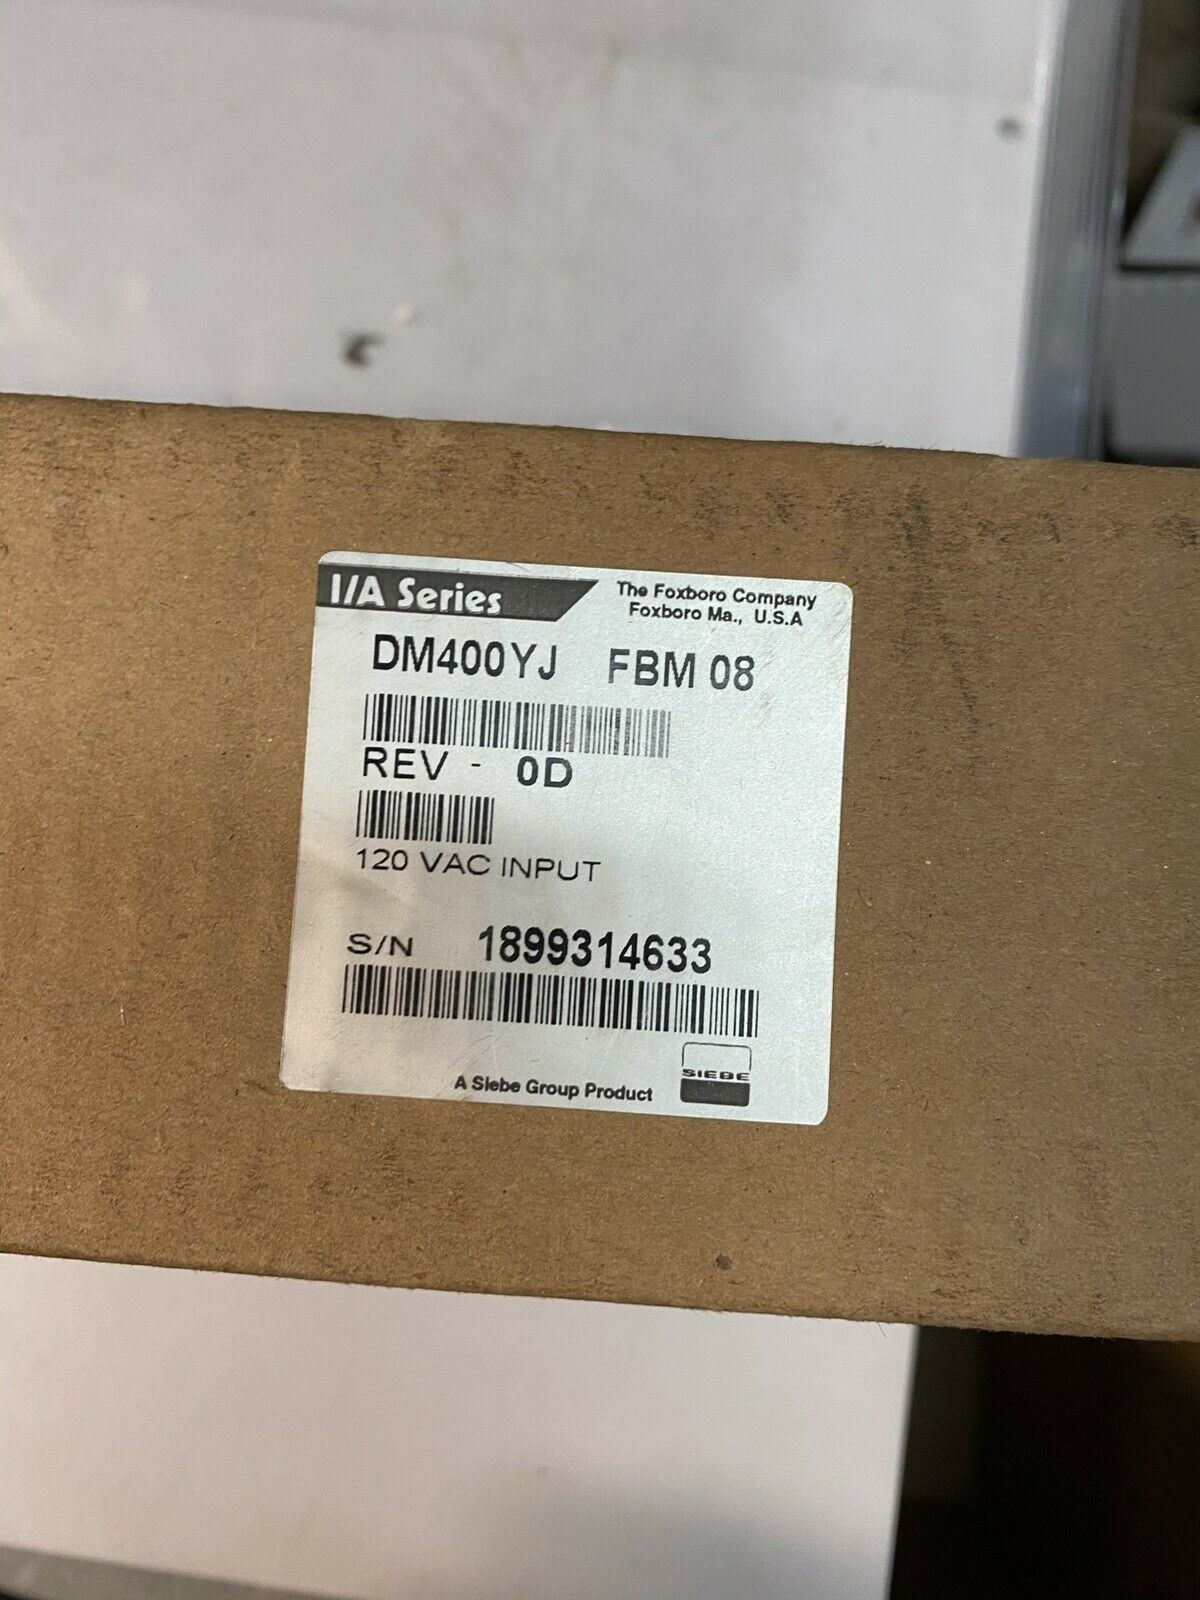 I/A Series
The Foxboro Company
Foxboro Ma., U.S.A
DM400YJ FBM 08
REV - 0D
120 VAC INPUT
S/N 1899314633
SIEBE
A Siebe Group Product